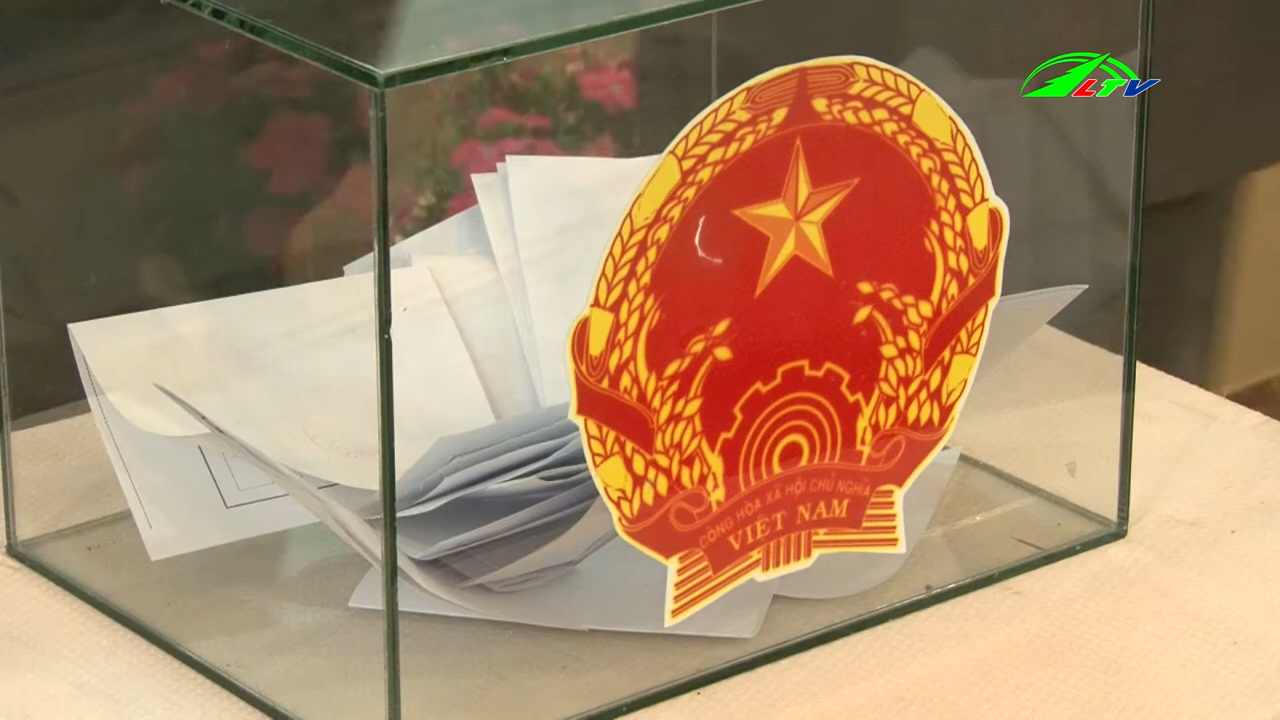 LTV
CỘNG HÒA XÃ HỘI CHỦ NGHĨA
VIỆT NAM